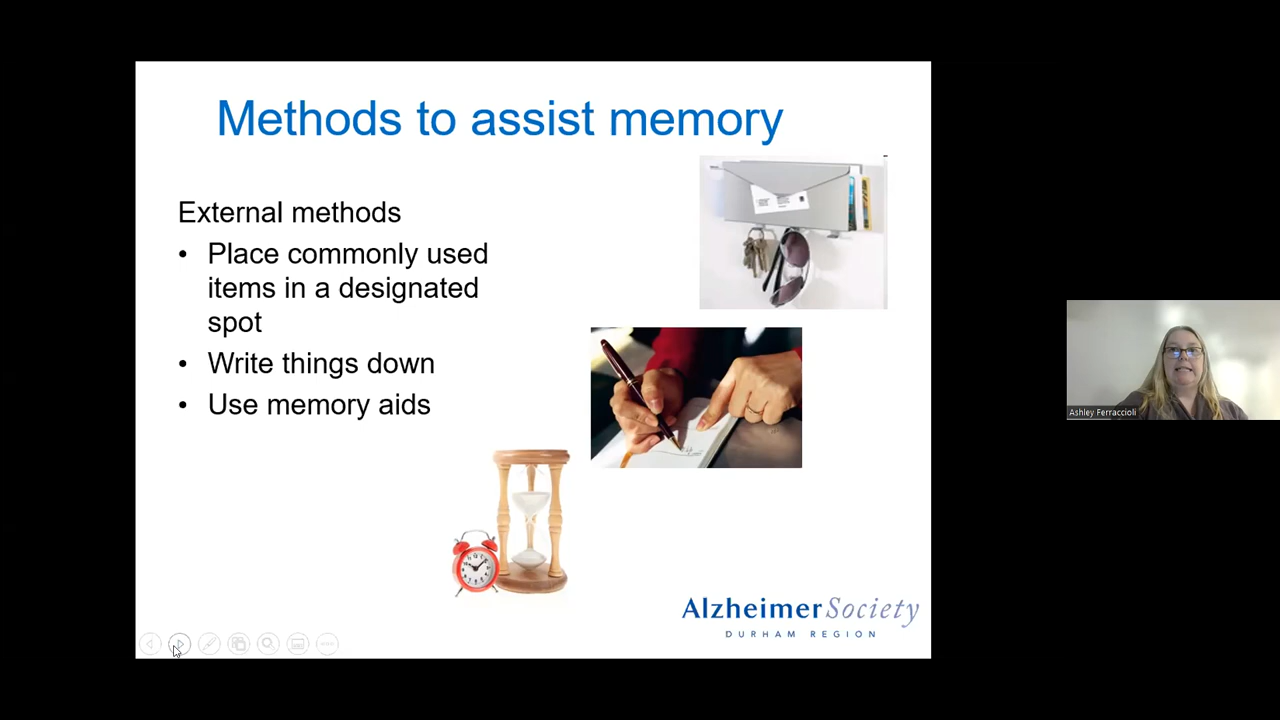 Methods to assist memory
External methods
• Place commonly used
items in a designated
spot
• Write things down
• Use memory aids
Alzheimer Society
DURHAM REGION
Ashley Ferraccioli